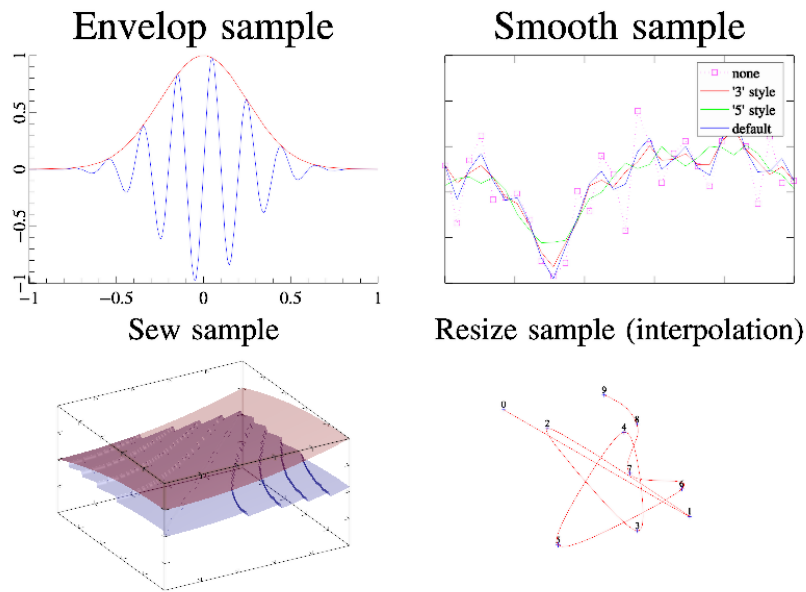 Envelop sample
Smooth sample
1
0.5
0
−0.5
−1
−1
−0.5
0
0.5
1
none
'3' style
'5' style
default
Sew sample
Resize sample (interpolation)
0
9
2
4
8
7
6
1
3
5